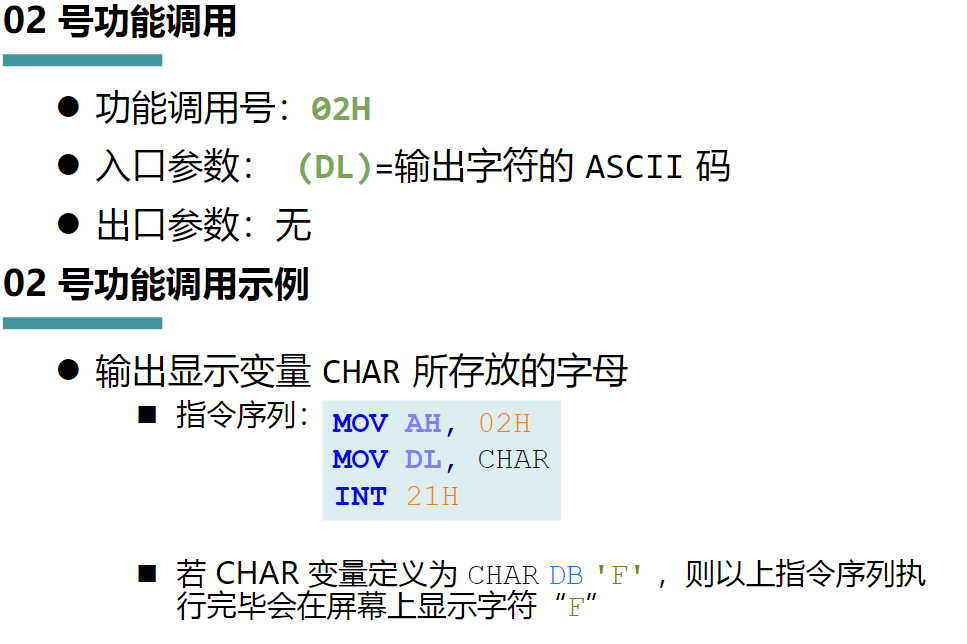 02 号功能调用
● 功能调用号：02H
● 入口参数： (DL)=输出字符的 ASCII 码
● 出口参数：无
02 号功能调用示例
● 输出显示变量 CHAR 所存放的字母
■ 指令序列：
MOV AH, 02H
MOV DL, CHAR
INT 21H
■ 若 CHAR 变量定义为 CHAR DB 'F' ，则以上指令序列执
行完毕会在屏幕上显示字符“F”